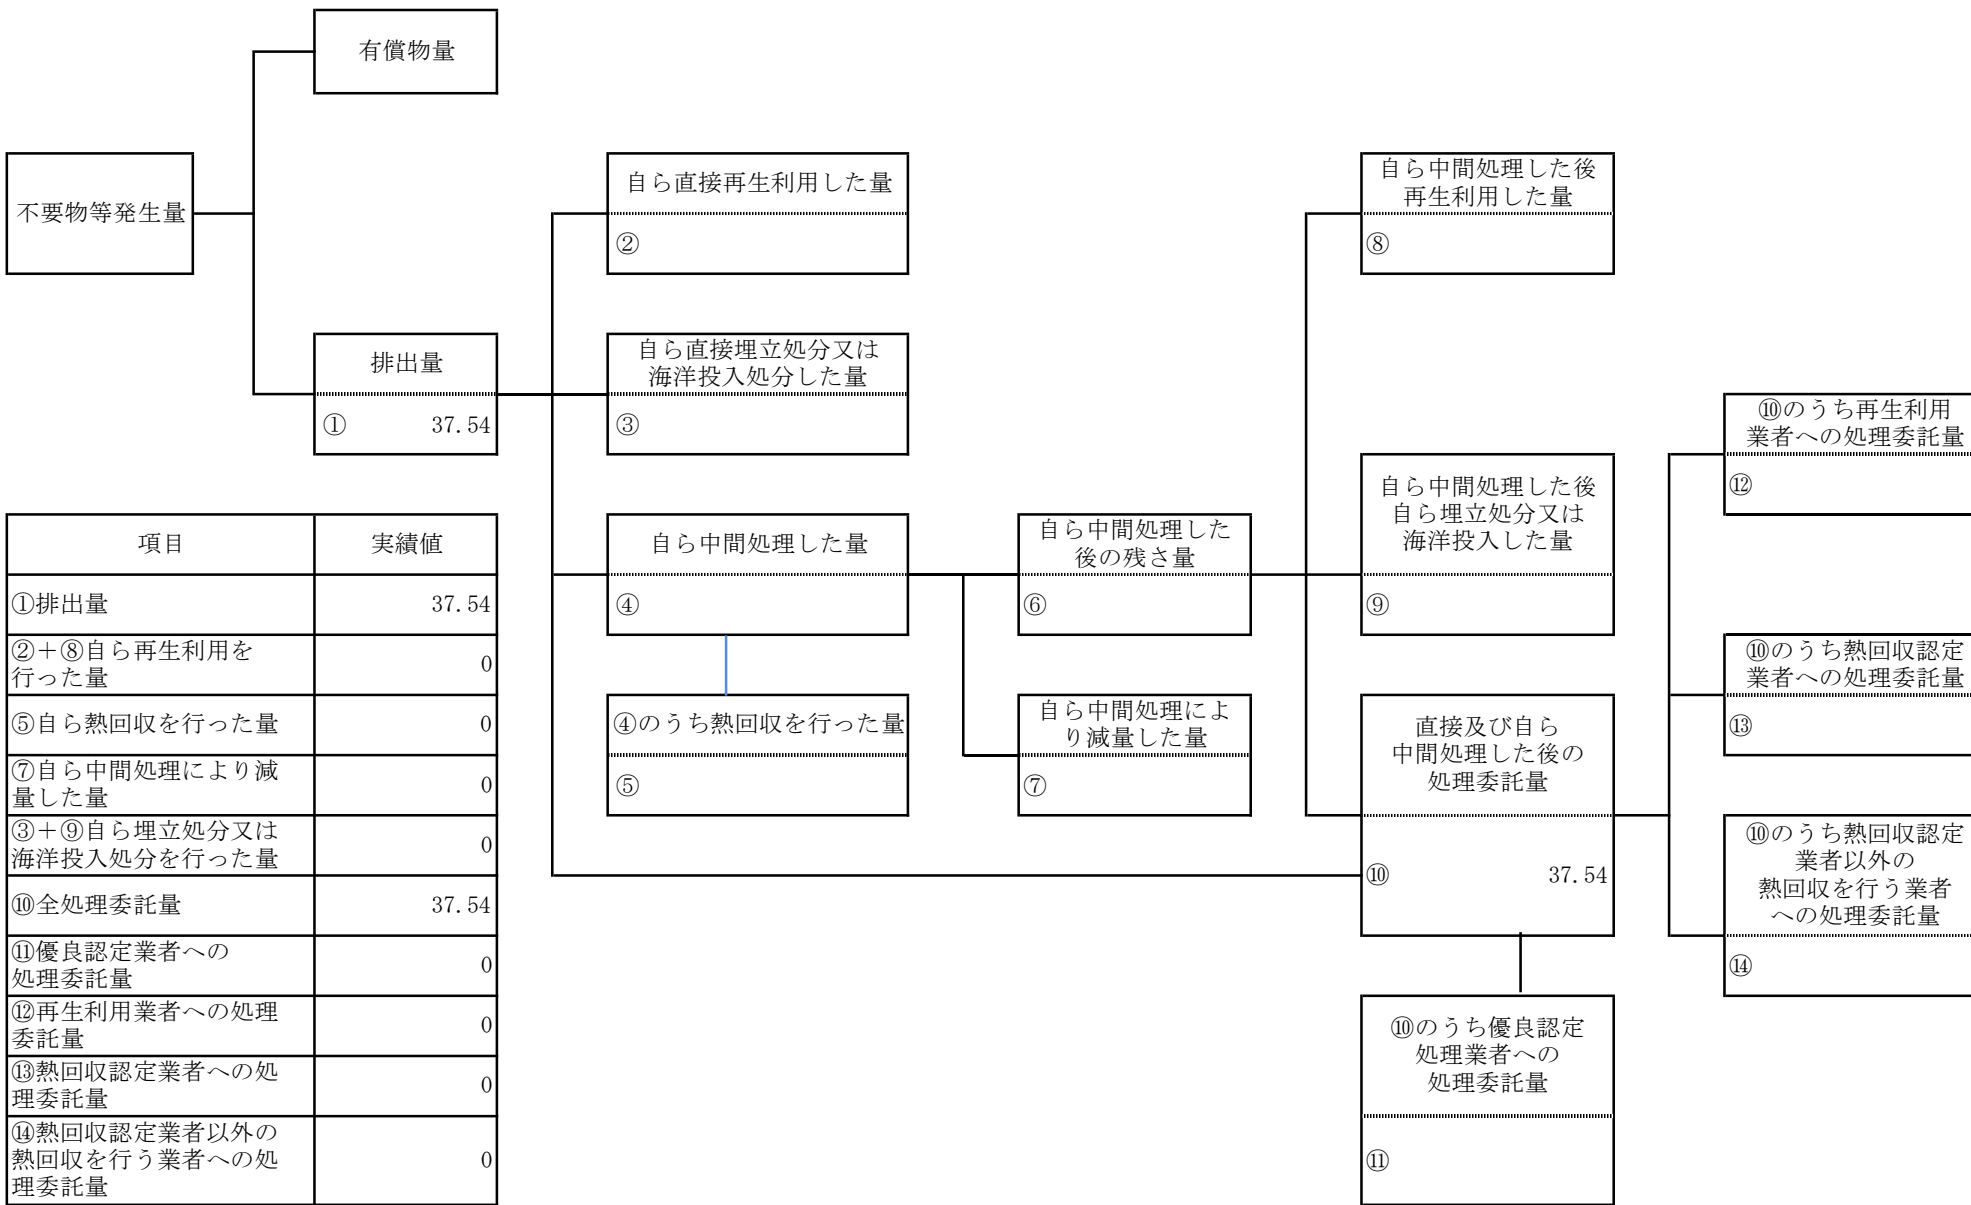 有償物量
不要物等発生量
自ら直接再生利用した量
②
自ら中間処理した後
再生利用した量
⑧
排出量
① 37.54
自ら直接埋立処分又は
海洋投入処分した量
③
自ら中間処理した量
④
④のうち熱回収を行った量
⑤
自ら中間処理した
後の残さ量
⑥
自ら中間処理によ
り減量した量
⑦
自ら中間処理した後
自ら埋立処分又は
海洋投入した量
⑨
直接及び自ら
中間処理した後の
処理委託量
⑩ 37.54
⑩のうち優良認定
処理業者への
処理委託量
⑪
⑩のうち再生利用
業者への処理委託量
⑫
⑩のうち熱回収認定
業者への処理委託量
⑬
⑩のうち熱回収認定
業者以外の
熱回収を行う業者
への処理委託量
⑭
項目 実績値
①排出量 37.54
②+⑧自ら再生利用を
行った量 0
⑤自ら熱回収を行った量 0
⑦自ら中間処理により減
量した量 0
③+⑨自ら埋立処分又は
海洋投入処分を行った量 0
⑩全処理委託量 37.54
⑪優良認定業者への
処理委託量 0
⑫再生利用業者への処理
委託量 0
⑬熱回収認定業者への処
理委託量 0
⑭熱回収認定業者以外の
熱回収を行う業者への処 0
理委託量